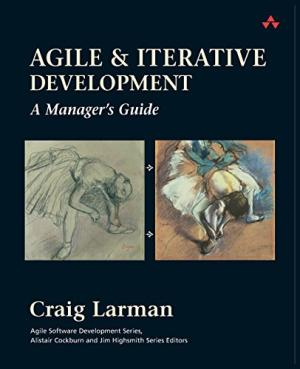 AGILE & ITERATIVE
DEVELOPMENT
A Manager's Guide
Craig Larman
Agile Software Development Series,
Alistair Cockburn and Jim Highsmith Series Editors